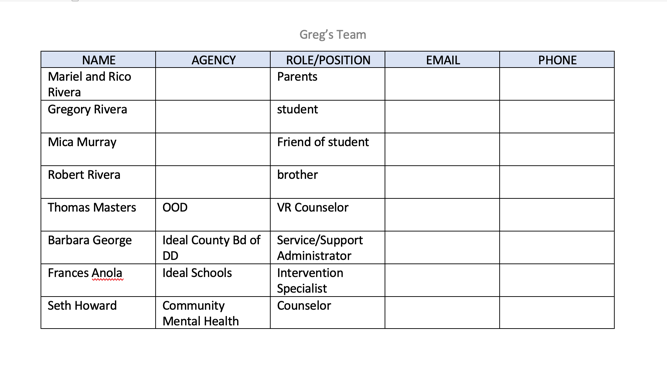 Greg's Team
NAME AGENCY ROLE/POSITION EMAIL PHONE
Mariel and Rico Parents
Rivera
Gregory Rivera student
Mica Murray Friend of student
Robert Rivera brother
Thomas Masters OOD VR Counselor
Barbara George Ideal County Bd of Service/Support
DD Administrator
Frances Anola Ideal Schools Intervention
Specialist
Seth Howard Community Counselor
Mental Health